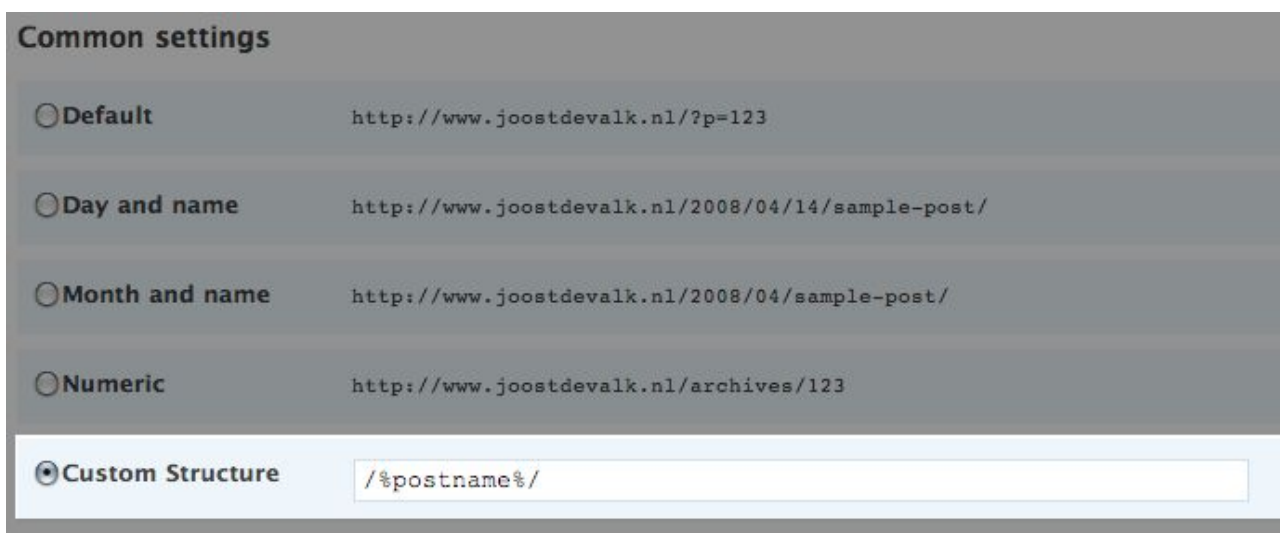 Common settings
Default http://www.joostdevalk.nl/?p=123
Day and name http://www.joostdevalk.nl/2008/04/14/sample-post/
Month and name http://www.joostdevalk.nl/2008/04/sample-post/
Numeric http://www.joostdevalk.nl/archives/123
Custom Structure /%postname%/